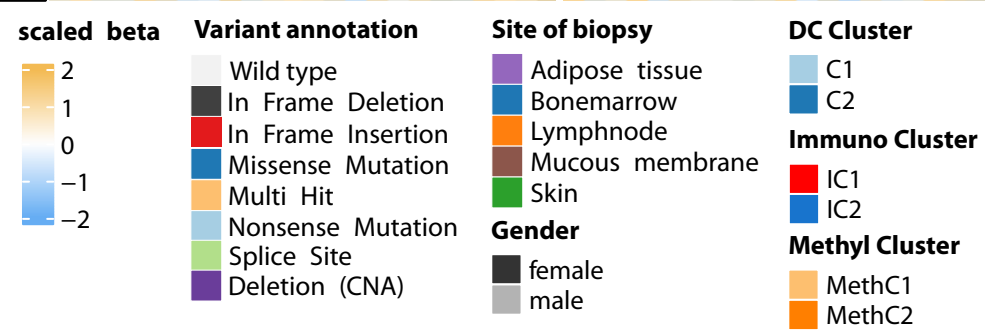 scaled beta
2
1
0
−1
−2
Variant annotation
Wild type
In Frame Deletion
In Frame Insertion
Missense Mutation
Multi Hit
Nonsense Mutation
Splice Site
Deletion (CNA)
Site of biopsy
Adipose tissue
Bonemarrow
Lymphnode
Mucous membrane
Skin
Gender
female
male
DC Cluster
C1
C2
Immuno Cluster
IC1
IC2
Methyl Cluster
MethC1
MethC2